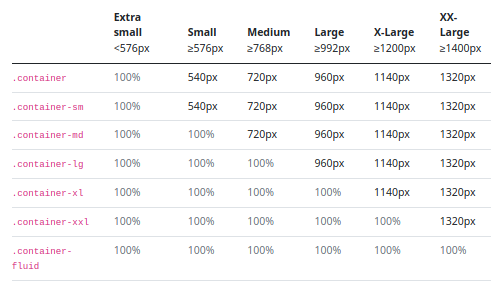 Extra small <576px Small ≥576px Medium ≥768px Large ≥992px X-Large ≥1200px XX-Large ≥1400px
.container 100% 540px 720px 960px 1140px 1320px
.container-sm 100% 540px 720px 960px 1140px 1320px
.container-md 100% 100% 720px 960px 1140px 1320px
.container-lg 100% 100% 100% 960px 1140px 1320px
.container-xl 100% 100% 100% 100% 1140px 1320px
.container-xxl 100% 100% 100% 100% 100% 1320px
.container-fluid 100% 100% 100% 100% 100% 100%